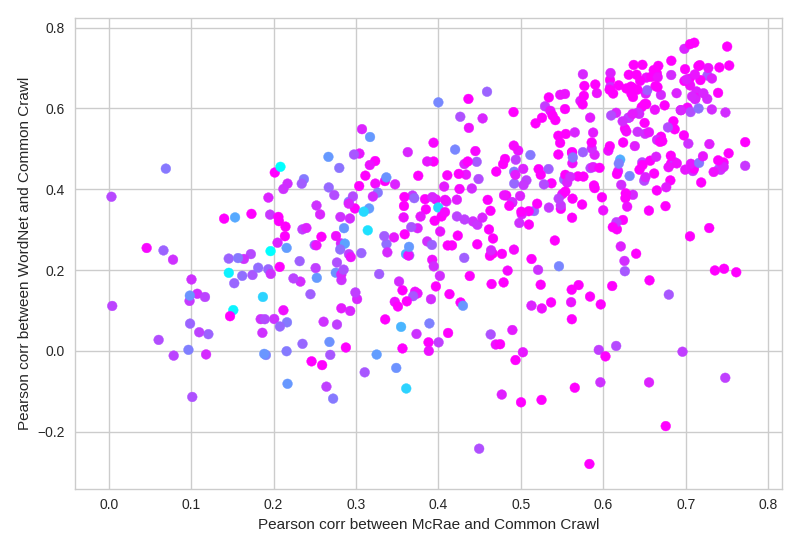 0.8
0.6
0.4
0.2
0.0
−0.2
Pearson corr between WordNet and Common Crawl
0.0 0.1 0.2 0.3 0.4 0.5 0.6 0.7 0.8
Pearson corr between McRae and Common Crawl